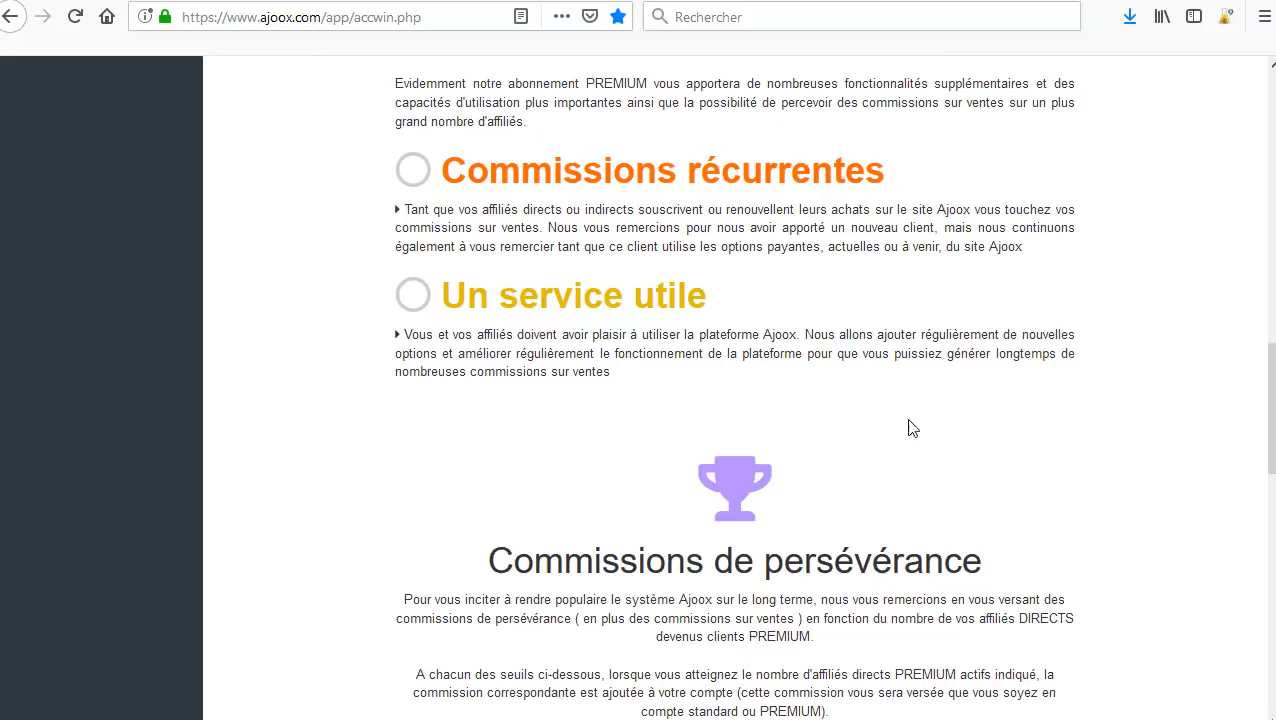 https://www.ajoox.com/app/accwin.php
Rechercher
Evidemment notre abonnement PREMIUM vous apportera de nombreuses fonctionnalités supplémentaires et des
capacités d'utilisation plus importantes ainsi que la possibilité de percevoir des commissions sur ventes sur un plus
grand nombre d'affiliés.
Commissions récurrentes
Tant que vos affiliés directs ou indirects souscrivent ou renouvellent leurs achats sur le site Ajoox vous touchez vos
commissions sur ventes. Nous vous remercions pour nous avoir apporté un nouveau client, mais nous continuons
également à vous remercier tant que ce client utilise les options payantes, actuelles ou à venir, du site Ajoox
Un service utile
Vous et vos affiliés doivent avoir plaisir à utiliser la plateforme Ajoox. Nous allons ajouter régulièrement de nouvelles
options et améliorer régulièrement le fonctionnement de la plateforme pour que vous puissiez générer longtemps de
nombreuses commissions sur ventes
Commissions de persévérance
Pour vous inciter à rendre populaire le système Ajoox sur le long terme, nous vous remercions en vous versant des
commissions de persévérance ( en plus des commissions sur ventes ) en fonction du nombre de vos affiliés DIRECTS
devenus clients PREMIUM.
A chacun des seuils ci-dessous, lorsque vous atteignez le nombre d'affiliés directs PREMIUM actifs indiqué, la
commission correspondante est ajoutée à votre compte (cette commission vous sera versée que vous soyez en
compte standard ou PREMIUM).